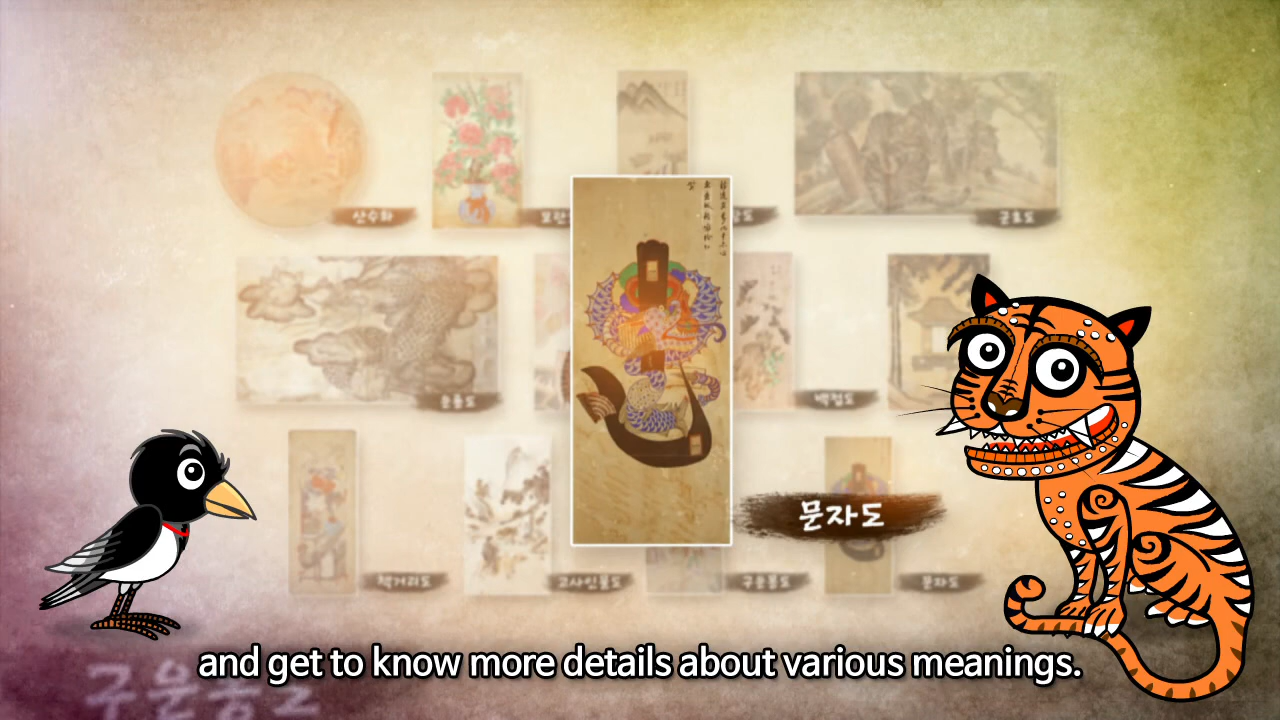 산수화
군호도
운룡도
백접도
문자도
책거리도
고사인물도
구운몽도
문자도
and get to know more details about various meanings.
구운몽도